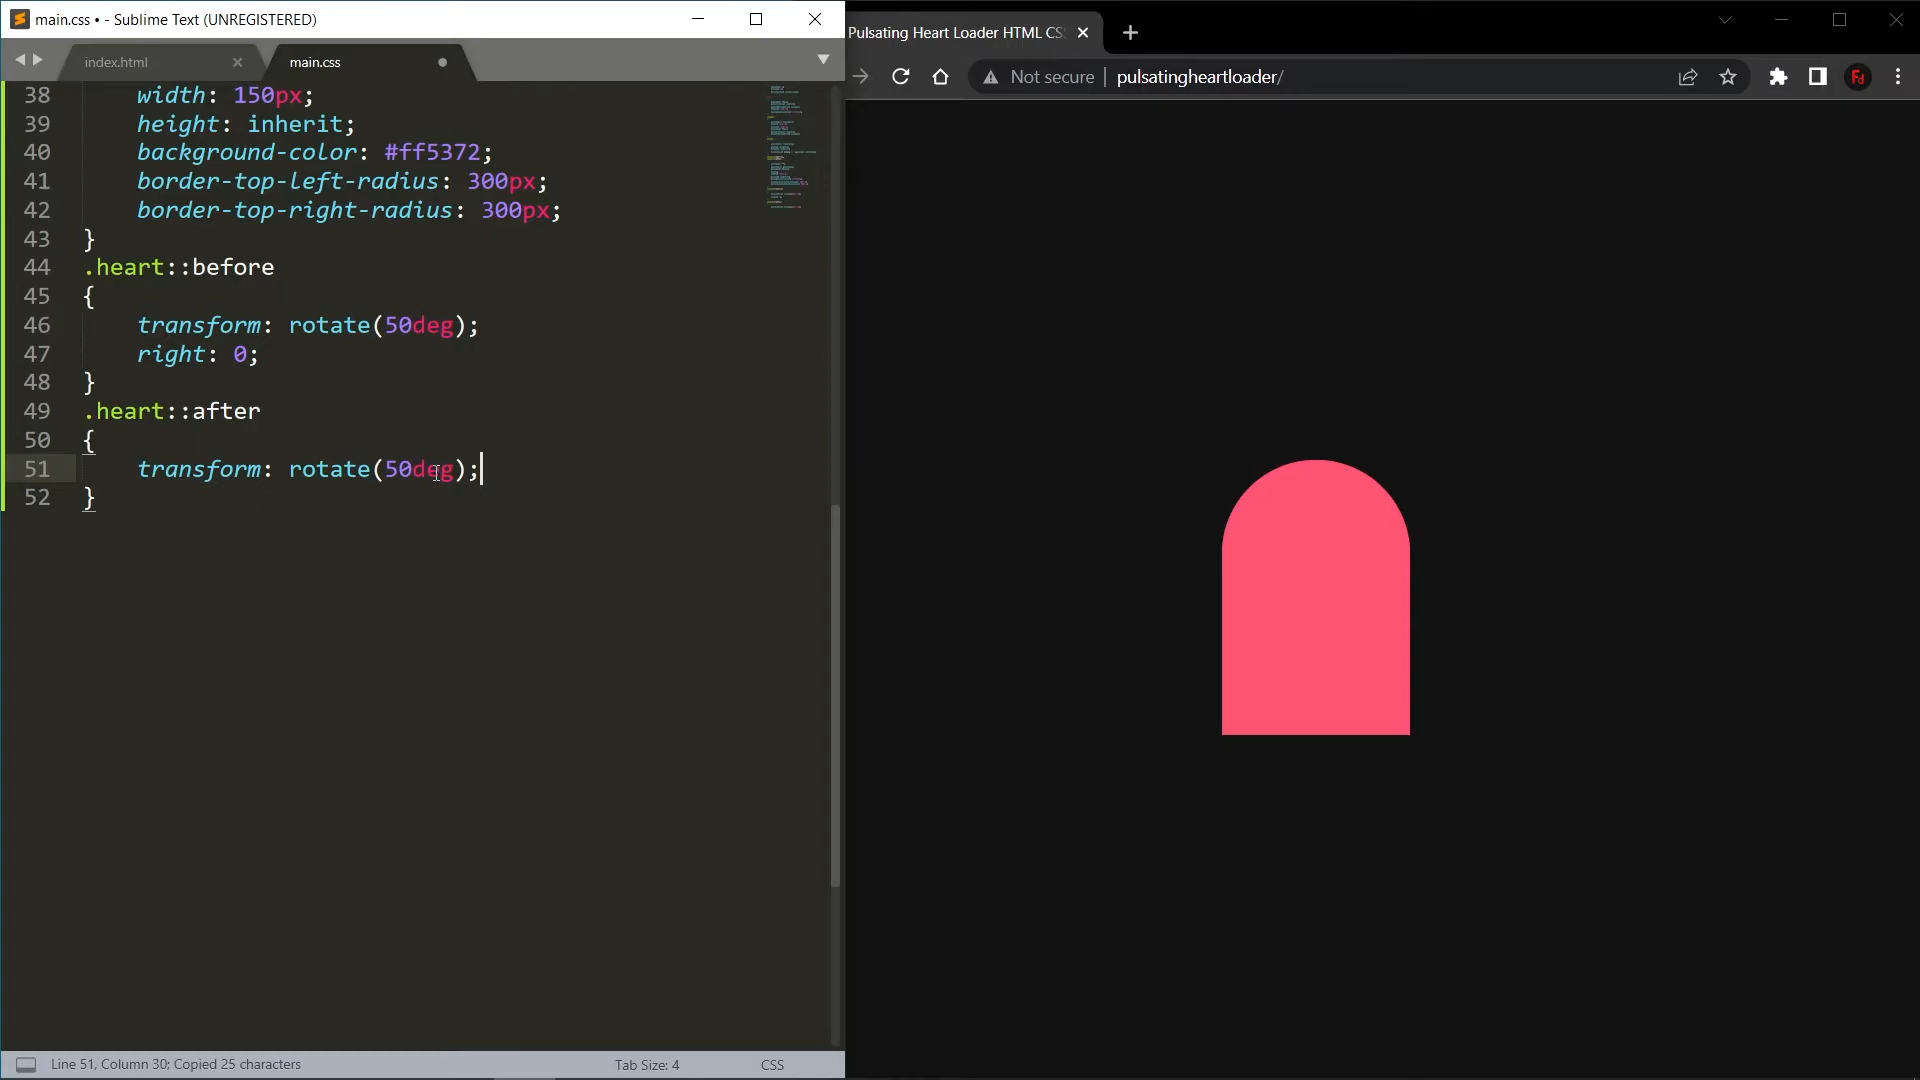 main.css • - Sublime Text (UNREGISTERED)
index.html
main.css
38 width: 150px;
39 height: inherit;
40 background-color: #ff5372;
41 border-top-left-radius: 300px;
42 border-top-right-radius: 300px;
43 }
44 .heart::before
45 {
46 transform: rotate(50deg);
47 right: 0;
48 }
49 .heart::after
50 {
51 transform: rotate(50deg);
52 }
Line 51, Column 30; Copied 25 characters
Tab Size: 4
CSS
Pulsating Heart Loader HTML CS
Not secure
pulsatingheartloader/
Fd